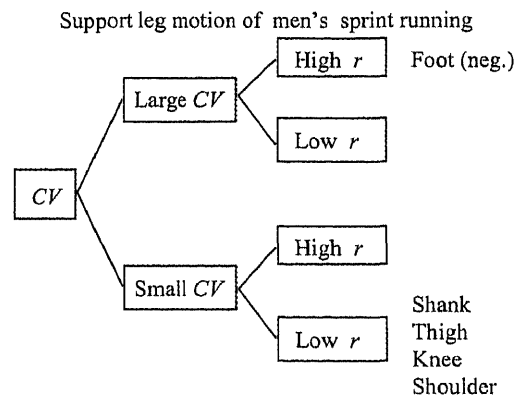 Support leg motion of men's sprint running
High r Foot (neg.)
Large CV
Low r
CV
High r
Small CV
Low r
Shank
Thigh
Knee
Shoulder